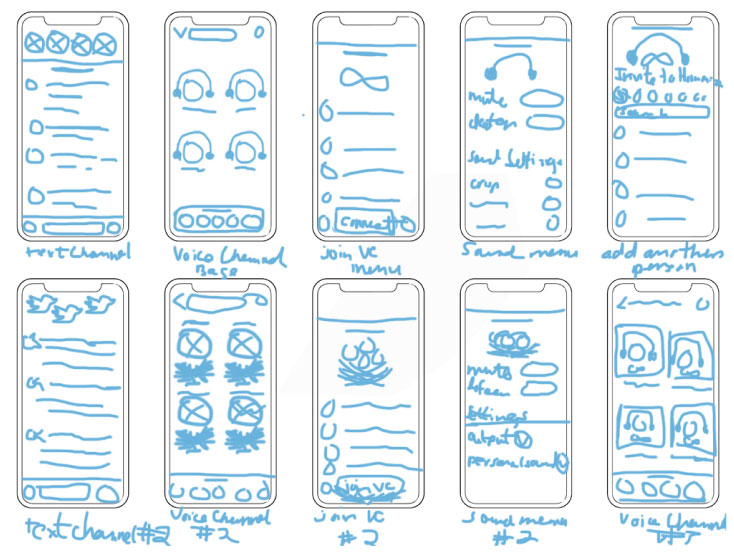 mute
deafen
Sound Settings
Invite to
Search
Connect
text channel
Voice Channel
Base
join VC
menu
Sound menu
add another
person
mute
deafen
Settings
output
personal sound
join VC
text channel #2
Voice Channel
#2
join VC
#2
Sound menu
#2
Voice Channel